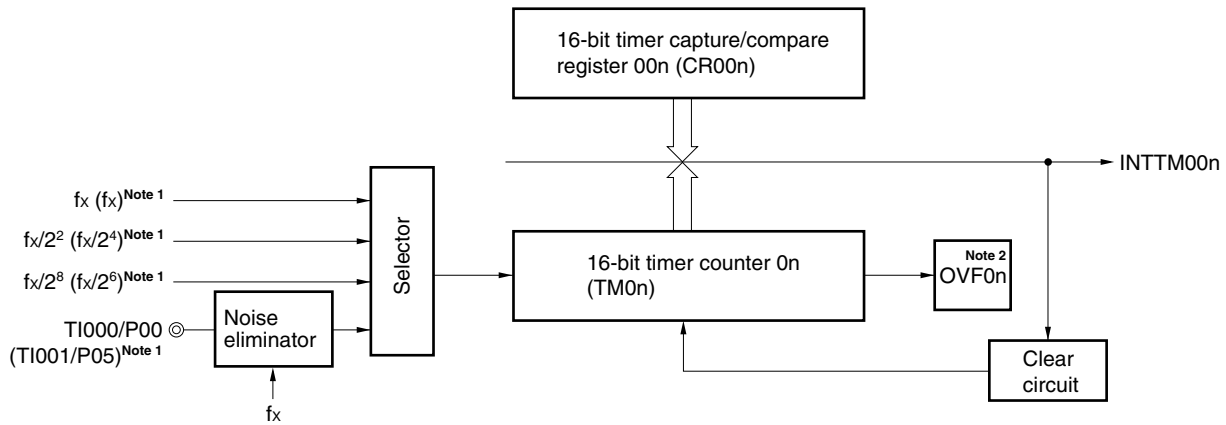 16-bit timer capture/compare
register 00n (CR00n)
INTTM00n
fX (fX)Note 1
fX/2² (fX/2⁴)Note 1
fX/2⁸ (fX/2⁶)Note 1
TI000/P00
(TI001/P05)Note 1
Noise
eliminator
fX
Selector
16-bit timer counter 0n
(TM0n)
Note 2
OVF0n
Clear
circuit